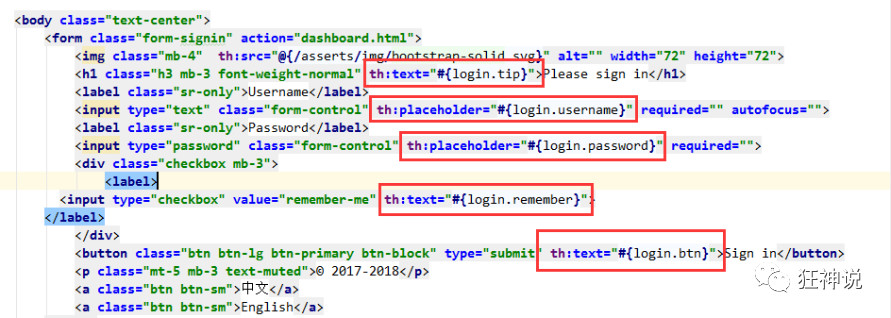 <body class="text-center">
<form class="form-signin" action="dashboard.html">
<img class="mb-4" th:src="@{/asserts/img/bootstrap-solid.svg}" alt="" width="72" height="72">
<h1 class="h3 mb-3 font-weight-normal" th:text="#{login.tip}">Please sign in</h1>
<label class="sr-only">Username</label>
<input type="text" class="form-control" th:placeholder="#{login.username}" required="" autofocus="">
<label class="sr-only">Password</label>
<input type="password" class="form-control" th:placeholder="#{login.password}" required="">
<div class="checkbox mb-3">
<label>
<input type="checkbox" value="remember-me" th:text="#{login.remember}">
</label>
</div>
<button class="btn btn-lg btn-primary btn-block" type="submit" th:text="#{login.btn}">Sign in</button>
<p class="mt-5 mb-3 text-muted">© 2017-2018</p>
<a class="btn btn-sm">中文</a>
<a class="btn btn-sm">English</a>
狂神说